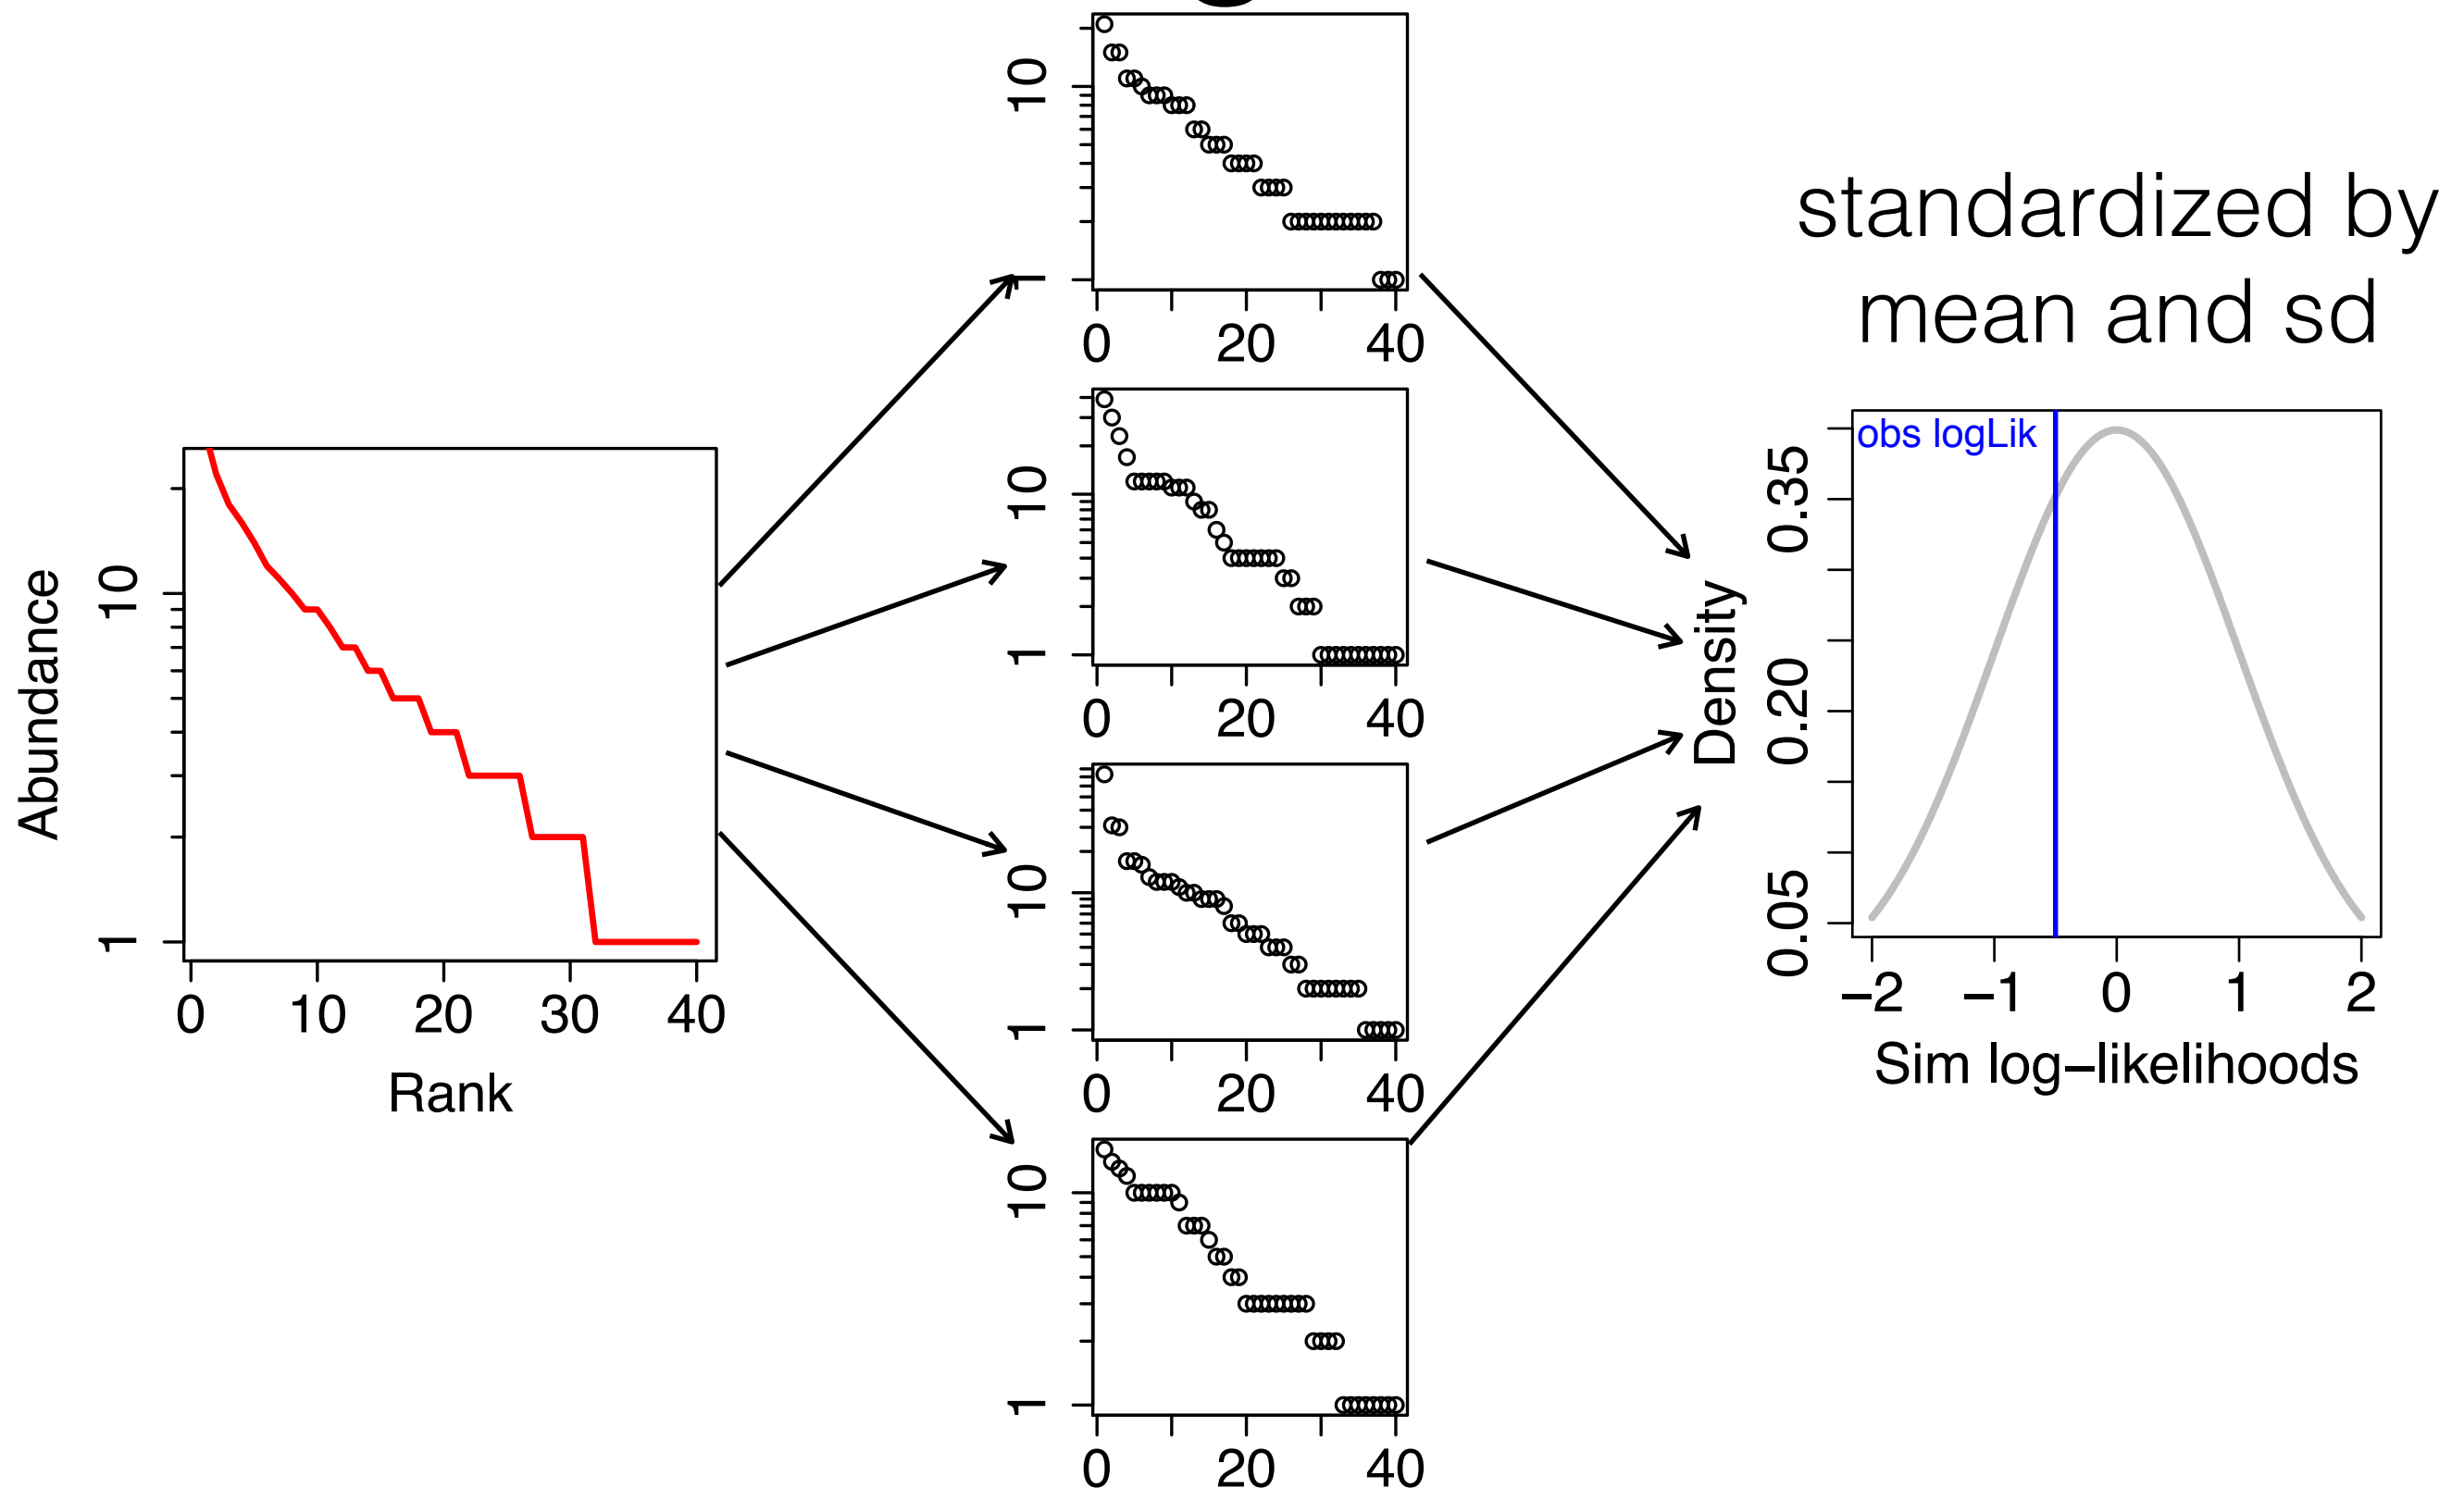 Abundance
10
1
0 10 20 30 40
Rank
10
1
0 20 40
10
1
0 20 40
10
1
0 20 40
10
1
0 20 40
standardized by
mean and sd
obs logLik
Density
0.35
0.20
0.05
−2 −1 0 1 2
Sim log−likelihoods